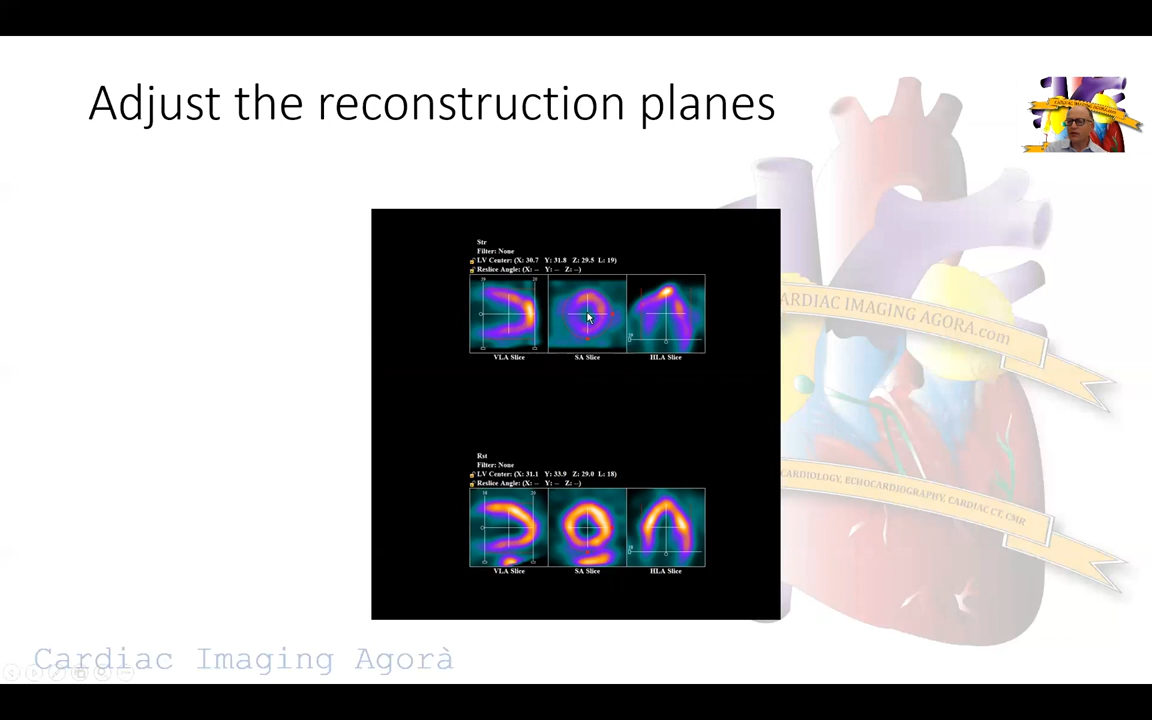 Adjust the reconstruction planes
Str
Filter: None
LV Center: (X: 30.7 Y: 31.8 Z: 29.5 L: 19)
Reslice Angle: (X: -- Y: -- Z: --)
VLA Slice SA Slice HLA Slice
Rst
Filter: None
LV Center: (X: 31.1 Y: 33.9 Z: 29.0 L: 18)
Reslice Angle: (X: -- Y: -- Z: --)
VLA Slice SA Slice HLA Slice
CARDIAC IMAGING AGORA.com
CARDIOLOGY, ECHOCARDIOGRAPHY, CARDIAC CT, CMR
Cardiac Imaging Agorà